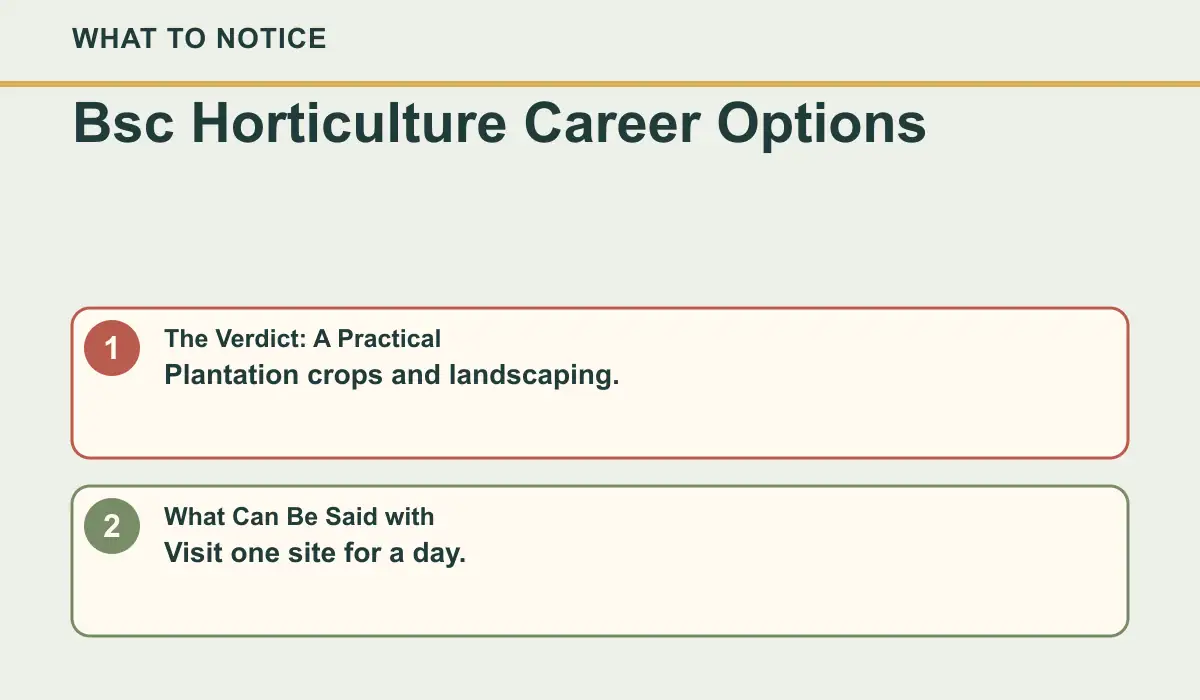 WHAT TO NOTICE
Bsc Horticulture Career Options
1
The Verdict: A Practical
Plantation crops and landscaping.
2
What Can Be Said with
Visit one site for a day.